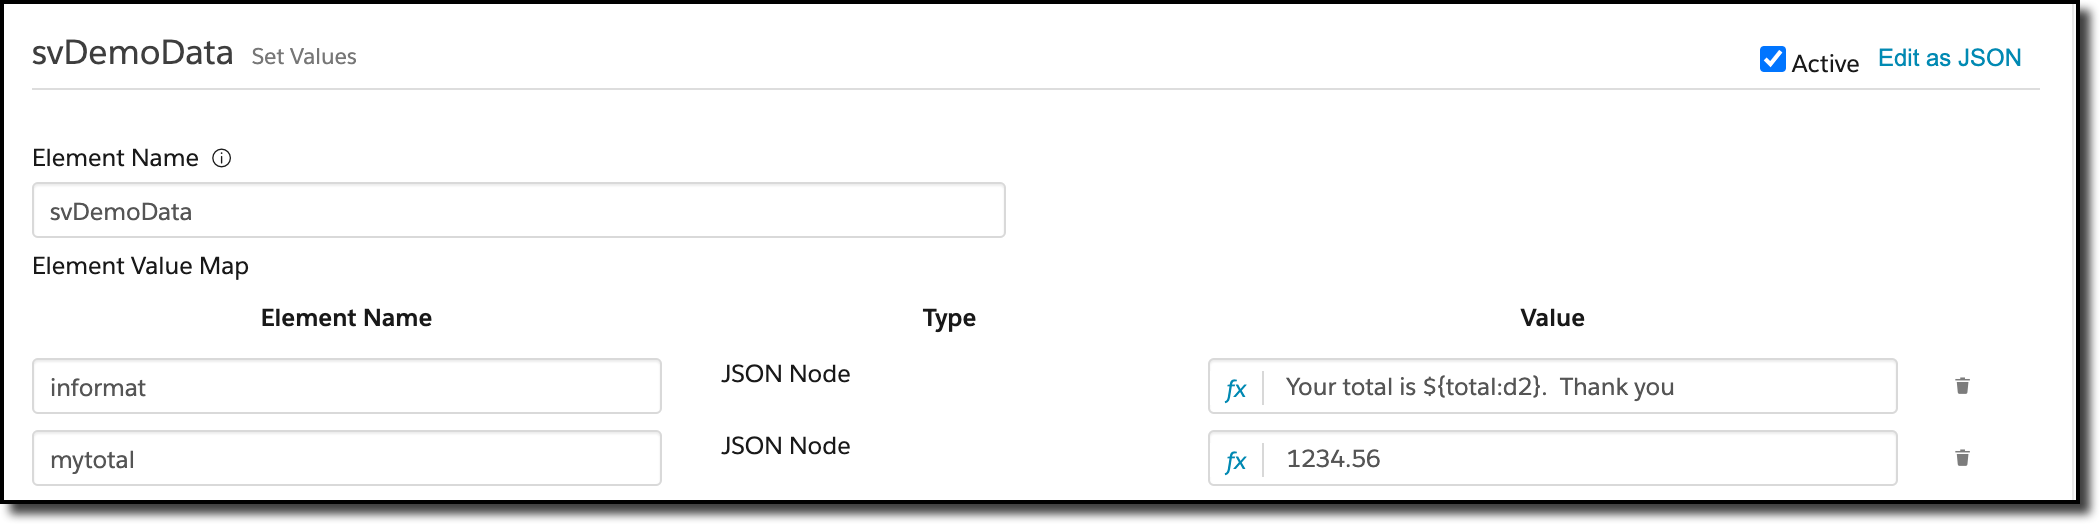 svDemoData Set Values Active Edit as JSON
Element Name
svDemoData
Element Value Map
Element Name Type Value
informat JSON Node fx Your total is ${total:d2}.  Thank you
mytotal JSON Node fx 1234.56